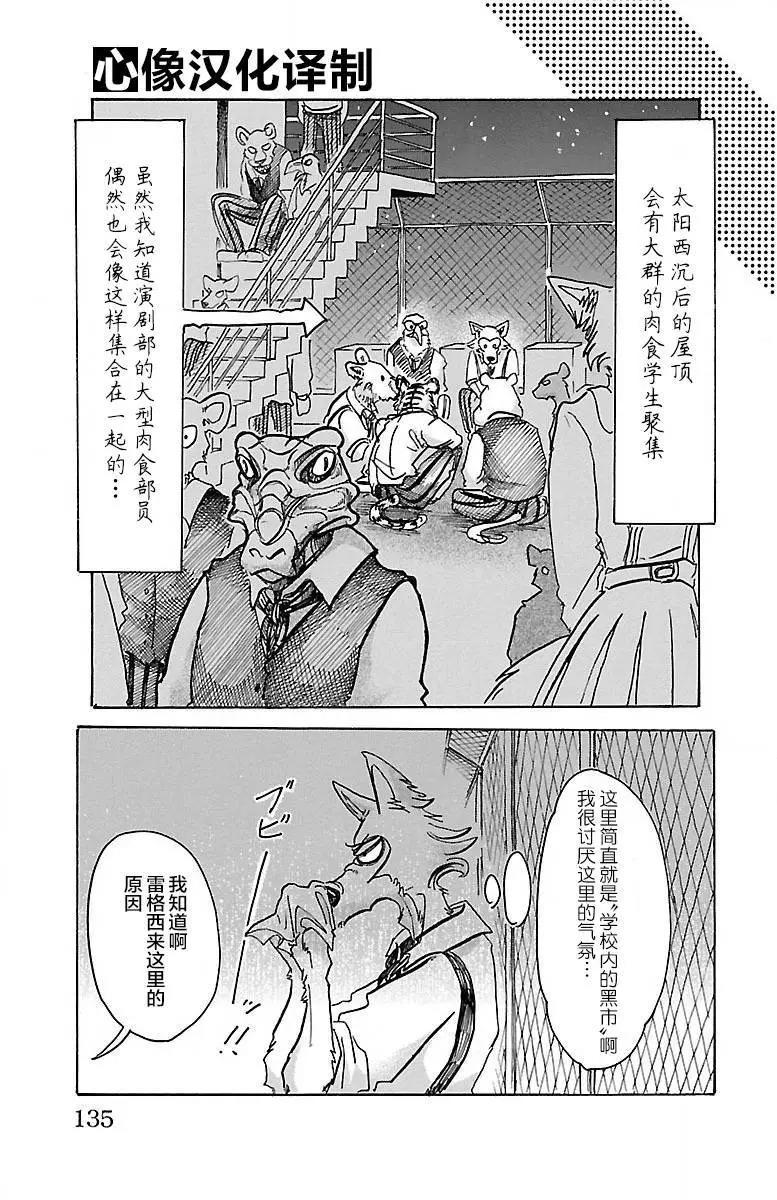 心像汉化译制
太阳西沉后的屋顶
会有大群的肉食学生聚集
虽然我知道演剧部的大型肉食部员
偶然也会像这样集合在一起的…
这里简直就是“学校内的黑市”啊
我很讨厌这里的气氛…
ブビーッ!!
我知道啊
雷格西来这里的
原因
135